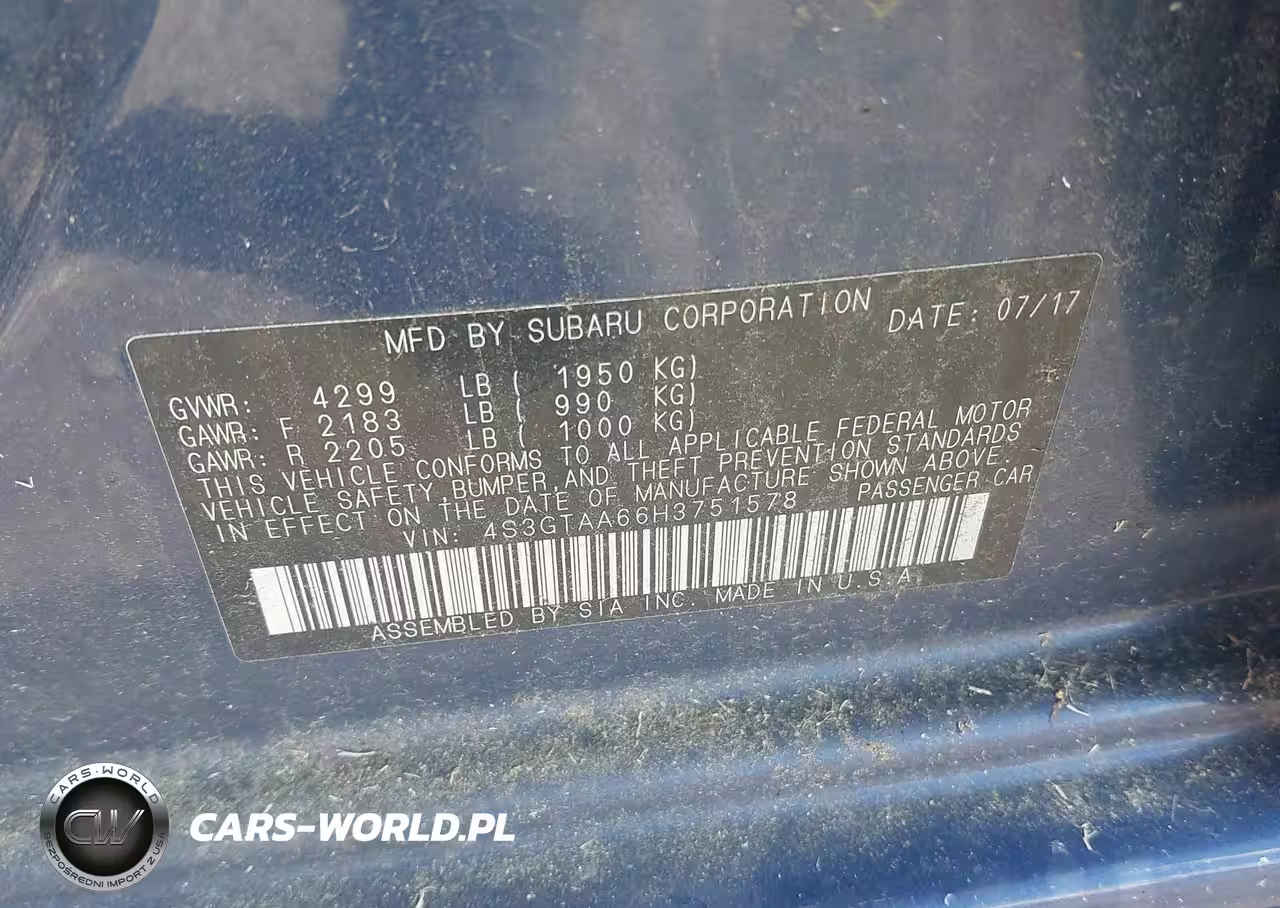 MFD BY SUBARU CORPORATION DATE: 07/17
GVWR: 4299 LB ( 1950 KG)
GAWR: F 2183 LB ( 990 KG)
GAWR: R 2205 LB ( 1000 KG)
THIS VEHICLE CONFORMS TO ALL APPLICABLE FEDERAL MOTOR
VEHICLE SAFETY, BUMPER, AND THEFT PREVENTION STANDARDS
IN EFFECT ON THE DATE OF MANUFACTURE SHOWN ABOVE.
VIN: 4S3GTAA66H3751578 PASSENGER CAR
ASSEMBLED BY SIA INC. MADE IN U.S.A.
CARS-WORLD
CW
BEZPOŚREDNI IMPORT Z USA
CARS-WORLD.PL